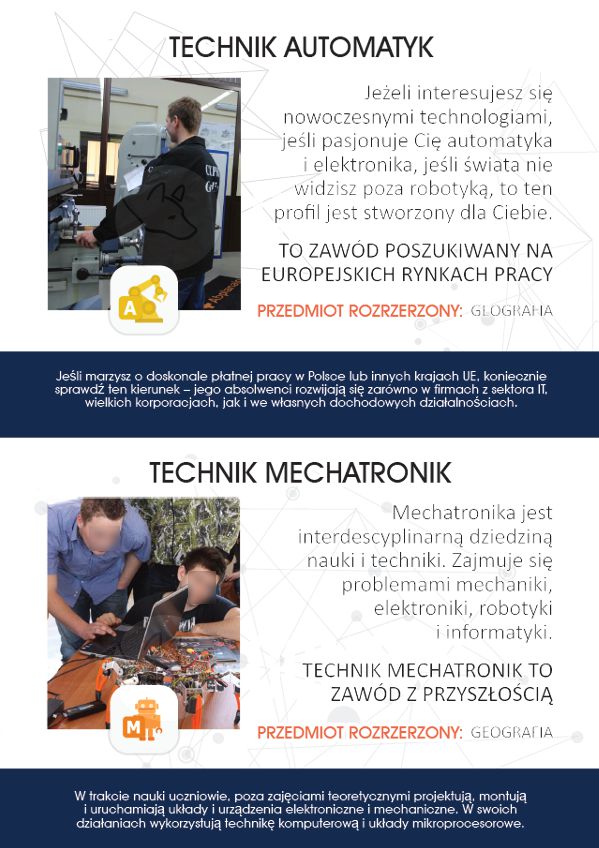 TECHNIK AUTOMATYK
Jeżeli interesujesz się
nowoczesnymi technologiami,
jeśli pasjonuje Cię automatyka
i elektronika, jeśli świata nie
widzisz poza robotyką, to ten
profil jest stworzony dla Ciebie.
TO ZAWÓD POSZUKIWANY NA
EUROPEJSKICH RYNKACH PRACY
A
PRZEDMIOT ROZRZERZONY: GEOGRAFIA
Jeśli marzysz o doskonale płatnej pracy w Polsce lub innych krajach UE, koniecznie
sprawdź ten kierunek – jego absolwenci rozwijają się zarówno w firmach z sektora IT,
wielkich korporacjach, jak i we własnych dochodowych działalnościach.
TECHNIK MECHATRONIK
Mechatronika jest
interdescyplinarną dziedziną
nauki i techniki. Zajmuje się
problemami mechaniki,
elektroniki, robotyki
i informatyki.
TECHNIK MECHATRONIK TO
ZAWÓD Z PRZYSZŁOŚCIĄ
M
PRZEDMIOT ROZRZERZONY: GEOGRAFIA
W trakcie nauki uczniowie, poza zajęciami teoretycznymi projektują, montują
i uruchamiają układy i urządzenia elektroniczne i mechaniczne. W swoich
działaniach wykorzystują technikę komputerową i układy mikroprocesorowe.